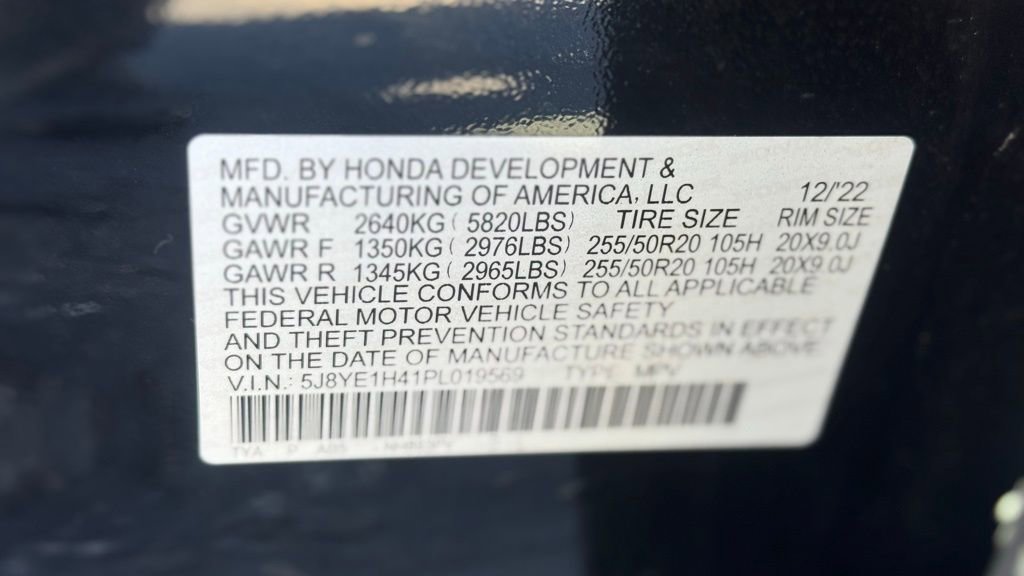 MFD. BY HONDA DEVELOPMENT &
MANUFACTURING OF AMERICA, LLC 12/'22
GVWR 2640KG ( 5820LBS) TIRE SIZE RIM SIZE
GAWR F 1350KG ( 2976LBS) 255/50R20 105H 20X9.0J
GAWR R 1345KG ( 2965LBS) 255/50R20 105H 20X9.0J
THIS VEHICLE CONFORMS TO ALL APPLICABLE
FEDERAL MOTOR VEHICLE SAFETY
AND THEFT PREVENTION STANDARDS IN EFFECT
ON THE DATE OF MANUFACTURE SHOWN ABOVE
V.I.N.: 5J8YE1H41PL019569 TYPE: MPV
TYA P